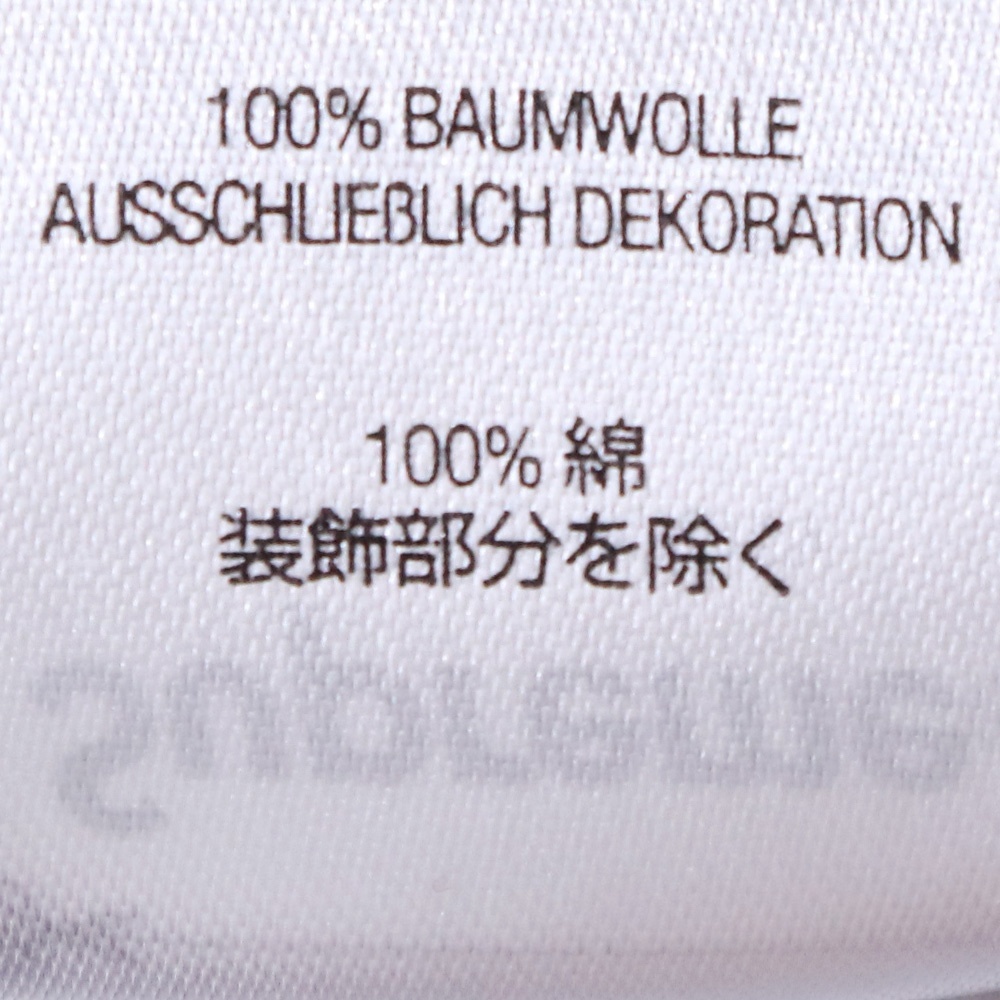 100% BAUMWOLLE
AUSSCHLIEßLICH DEKORATION
100% 綿
装飾部分を除く